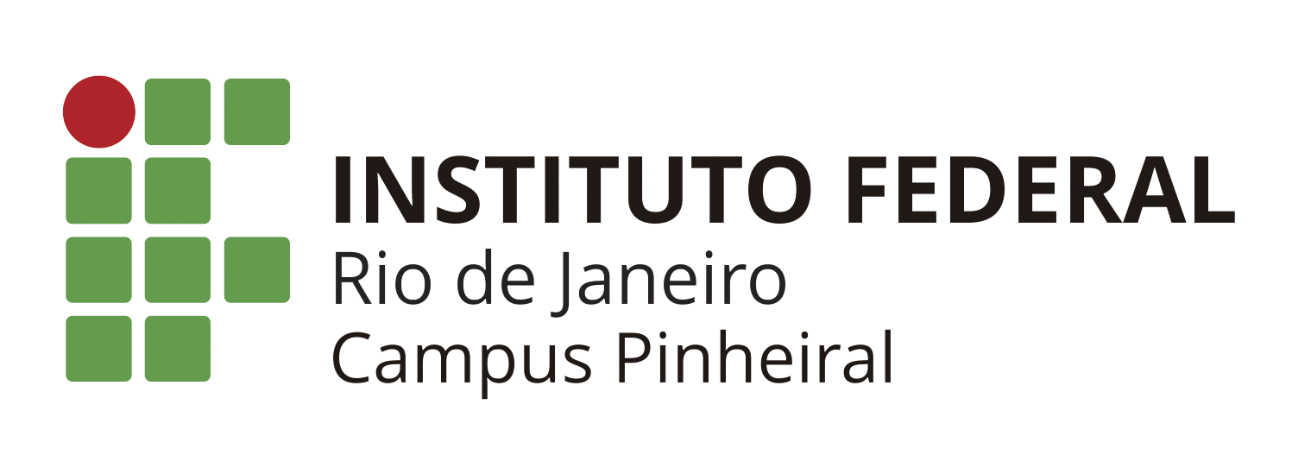 INSTITUTO FEDERAL
Rio de Janeiro
Campus Pinheiral